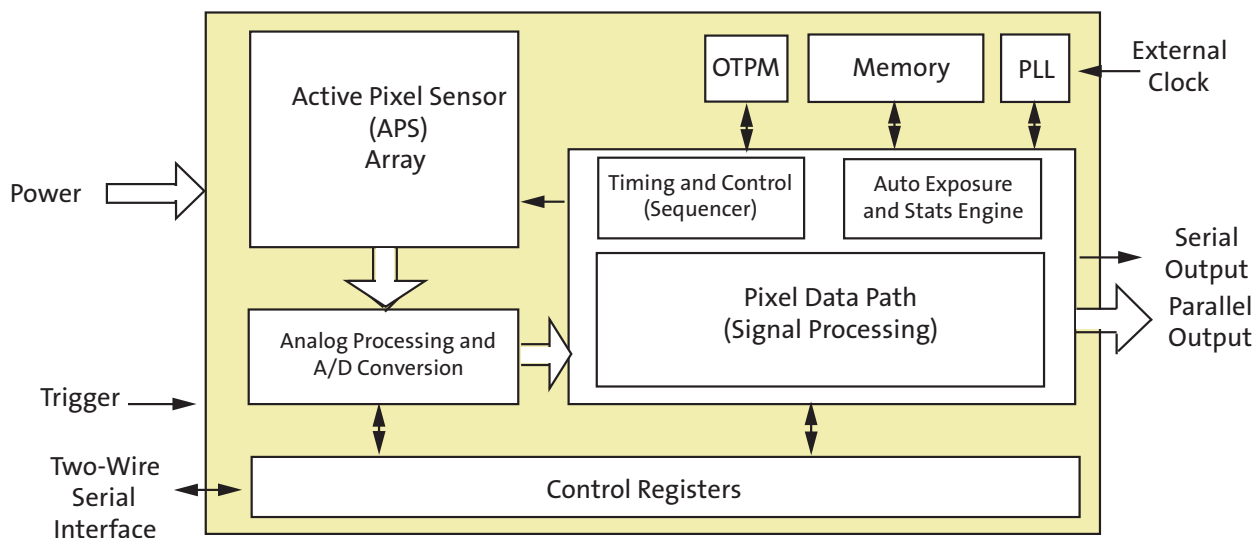 Active Pixel Sensor
(APS)
Array
OTPM
Memory
PLL
External
Clock
Power
Timing and Control
(Sequencer)
Auto Exposure
and Stats Engine
Serial
Output
Pixel Data Path
(Signal Processing)
Parallel
Output
Analog Processing and
A/D Conversion
Trigger
Two-Wire
Serial
Interface
Control Registers